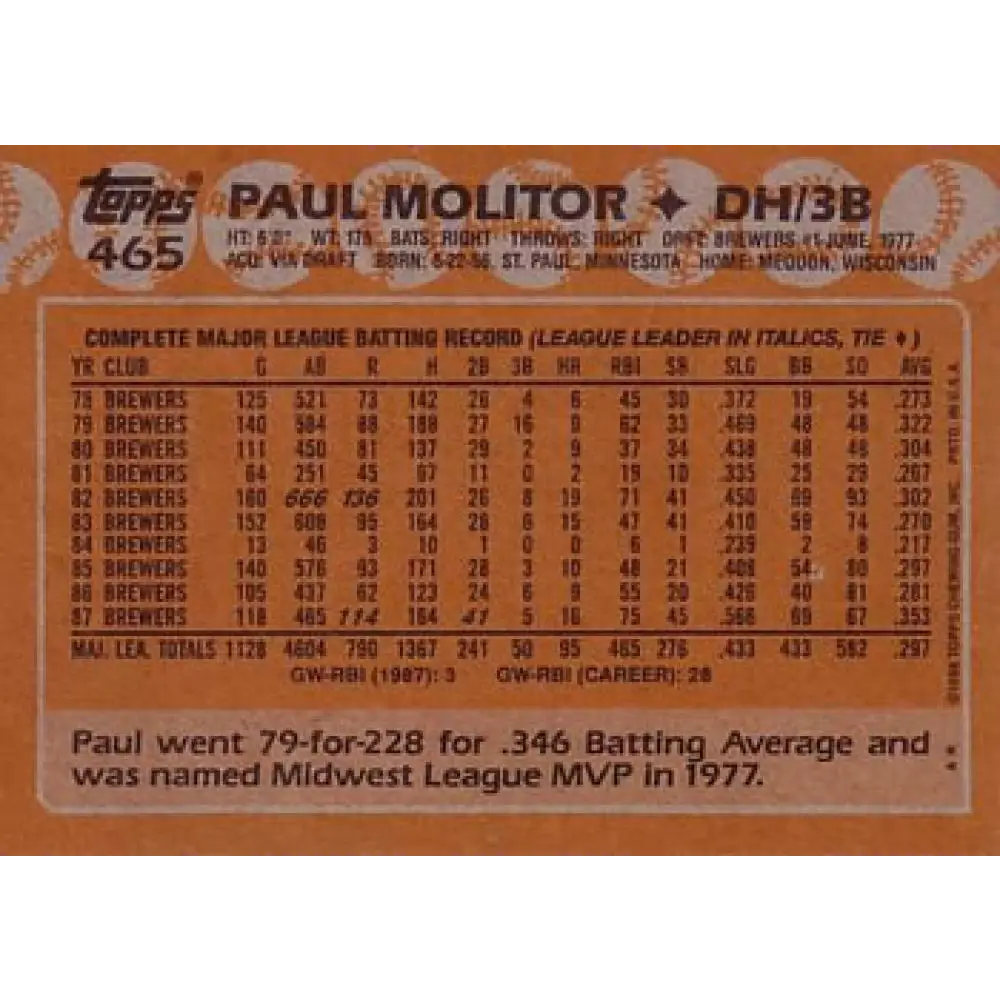 topps® PAUL MOLITOR ✦ DH/3B
465 HT: 6'0" WT: 175 BATS: RIGHT THROWS: RIGHT DRFT: BREWERS #1-JUNE, 1977
ACQ: VIA DRAFT BORN: 8-22-56, ST. PAUL, MINNESOTA HOME: MEQUON, WISCONSIN
COMPLETE MAJOR LEAGUE BATTING RECORD (LEAGUE LEADER IN ITALICS, TIE ♦)
YR CLUB G AB R H 2B 3B HR RBI SB SLG BB SO AVG
78 BREWERS 125 521 73 142 26 4 6 45 30 .372 19 54 .273
79 BREWERS 140 584 88 188 27 16 9 62 33 .469 48 48 .322
80 BREWERS 111 450 81 137 29 2 9 37 34 .438 48 48 .304
81 BREWERS 64 251 45 67 11 0 2 19 10 .335 25 29 .267
82 BREWERS 160 666 136 201 26 8 19 71 41 .450 69 93 .302
83 BREWERS 152 608 95 164 28 6 15 47 41 .410 59 74 .270
84 BREWERS 13 46 3 10 1 0 0 6 1 .239 2 8 .217
85 BREWERS 140 576 93 171 28 3 10 48 21 .408 54 80 .297
86 BREWERS 105 437 62 123 24 6 9 55 20 .426 40 81 .281
87 BREWERS 118 465 114 164 41 5 16 75 45 .566 69 67 .353
MAJ. LEA. TOTALS 1128 4604 790 1367 241 50 95 465 276 .433 433 582 .297
GW-RBI (1987): 3 GW-RBI (CAREER): 28
Paul went 79-for-228 for .346 Batting Average and
was named Midwest League MVP in 1977.
©1988 TOPPS CHEWING GUM, INC. PRTD. IN U.S.A.